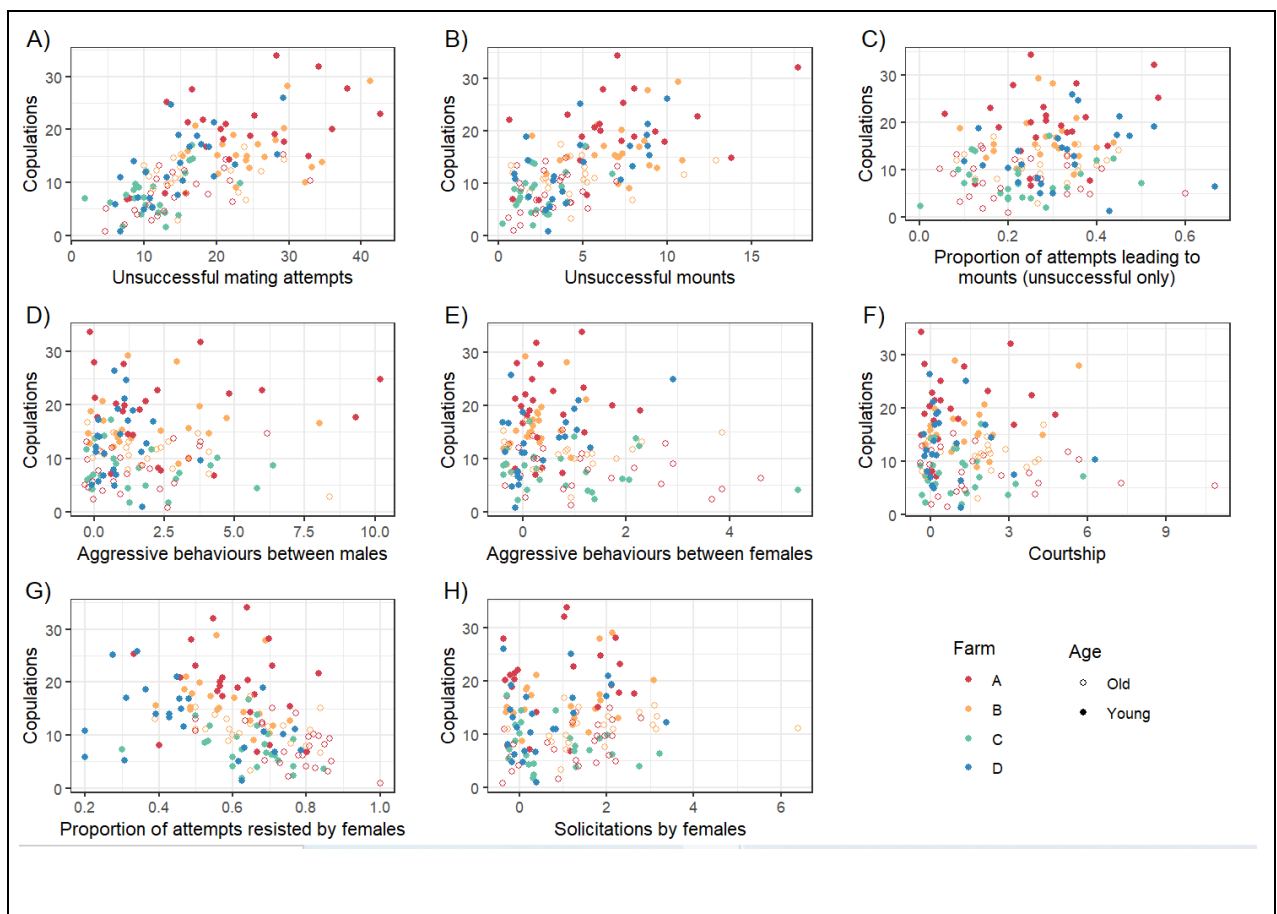 A)
Copulations
30
20
10
0
0
10
20
30
40
Unsuccessful mating attempts
B)
Copulations
30
20
10
0
0
5
10
15
Unsuccessful mounts
C)
Copulations
30
20
10
0
0.0
0.2
0.4
0.6
Proportion of attempts leading to
mounts (unsuccessful only)
D)
Copulations
30
20
10
0
0.0
2.5
5.0
7.5
10.0
Aggressive behaviours between males
E)
Copulations
30
20
10
0
0
2
4
Aggressive behaviours between females
F)
Copulations
30
20
10
0
0
3
6
9
Courtship
G)
Copulations
30
20
10
0
0.2
0.4
0.6
0.8
1.0
Proportion of attempts resisted by females
H)
Copulations
30
20
10
0
0
2
4
6
Solicitations by females
Farm
A
B
C
D
Age
Old
Young